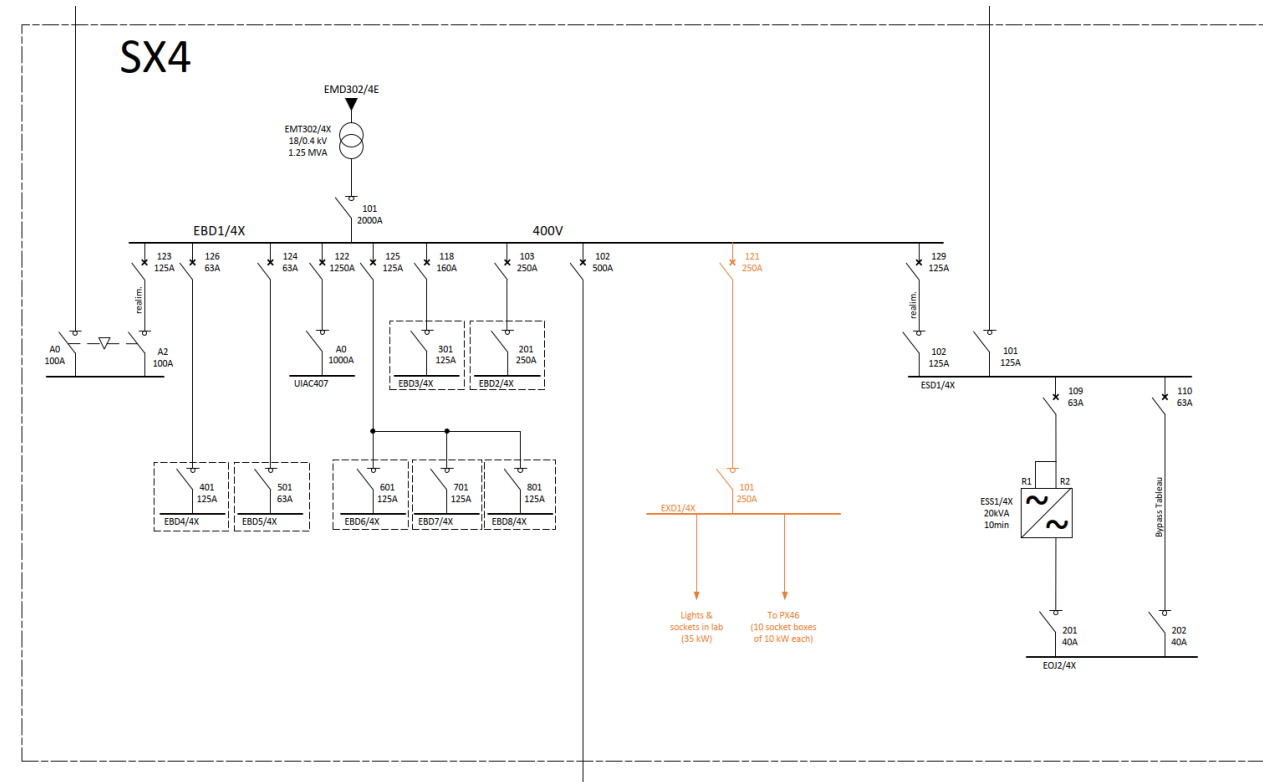 SX4
EMD302/4E
EMT302/4X
18/0.4 kV
1.25 MVA
101
2000A
EBD1/4X
400V
123
125A
126
63A
124
63A
122
1250A
125
125A
118
160A
103
250A
102
500A
121
250A
129
125A
realim.
realim.
A0
100A
A2
100A
A0
1000A
UIAC407
301
125A
EBD3/4X
201
250A
EBD2/4X
102
125A
101
125A
ESD1/4X
109
63A
110
63A
401
125A
EBD4/4X
501
63A
EBD5/4X
601
125A
EBD6/4X
701
125A
EBD7/4X
801
125A
EBD8/4X
101
250A
EXD1/4X
R1
R2
ESS1/4X
20kVA
10min
Bypass Tableau
Lights &
sockets in lab
(35 kW)
To PX46
(10 socket boxes
of 10 kW each)
201
40A
202
40A
EOJ2/4X